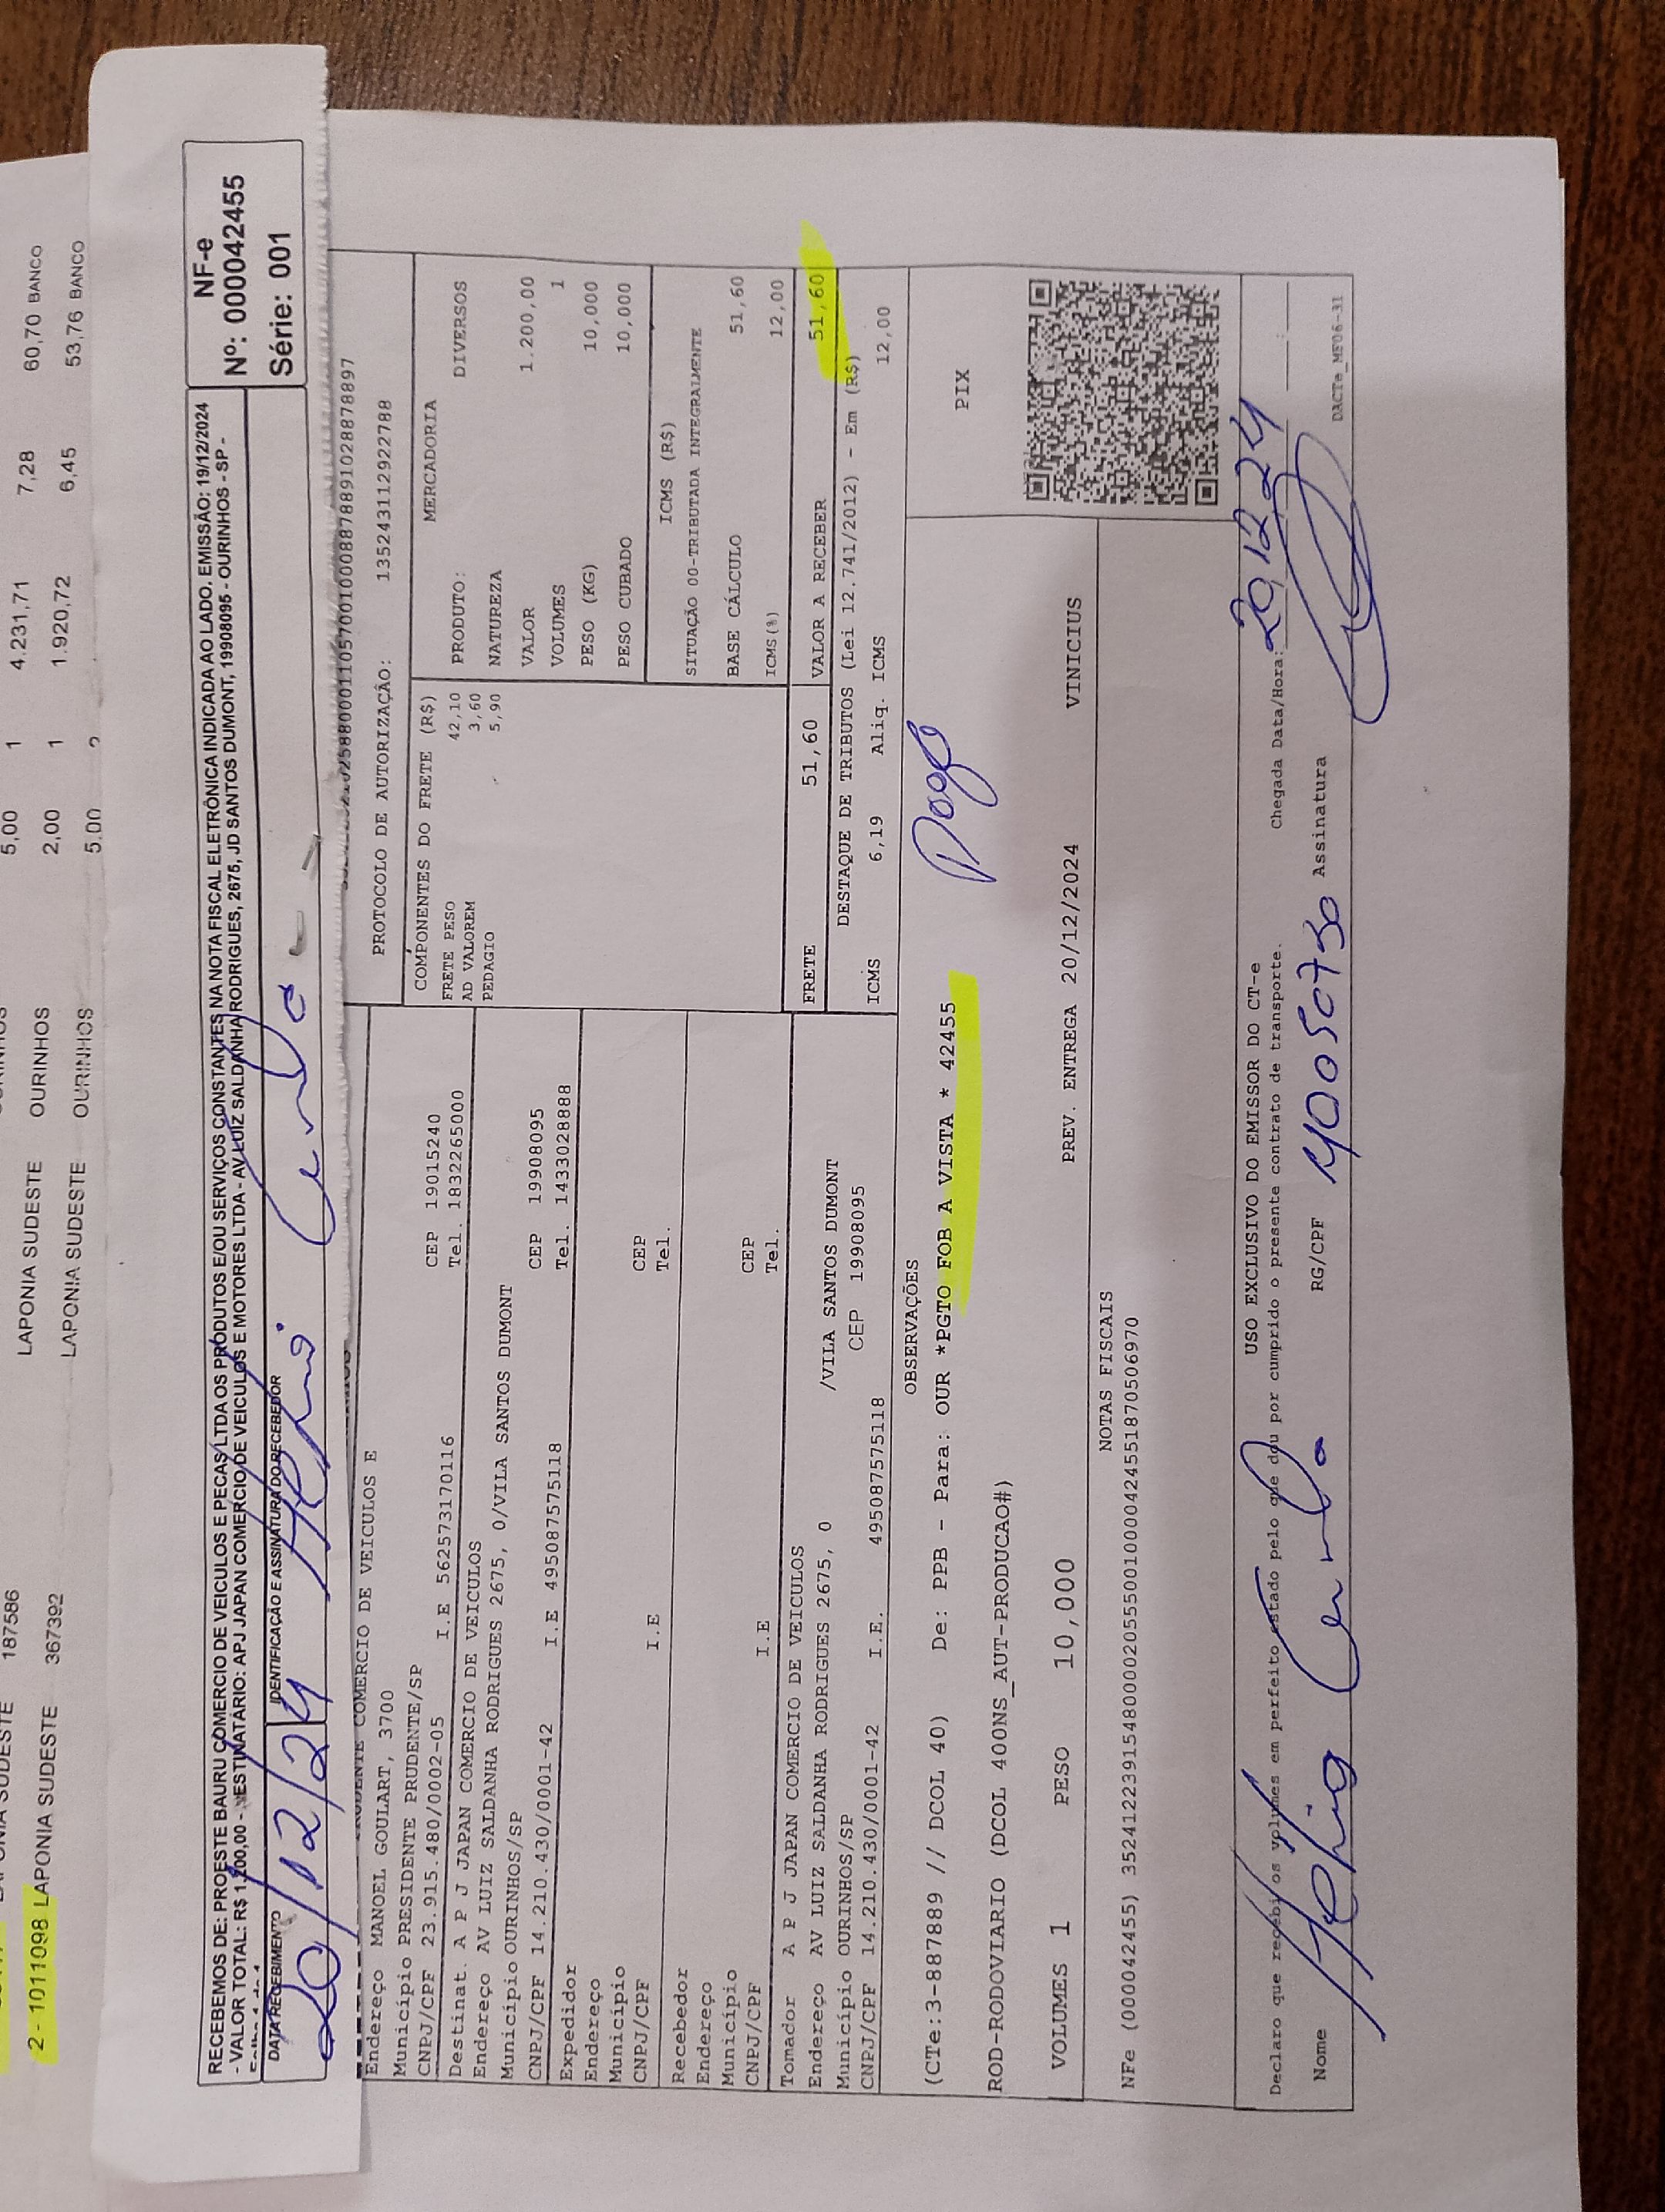 187586
2 - 1011098 LAPONIA SUDESTE 367392 LAPONIA SUDESTE OURINHOS 2,00 1 4.231,71 7,28 60,70 BANCO
LAPONIA SUDESTE OURINHOS 5.00 1.920,72 6,45 53,76 BANCO
RECEBEMOS DE: PROESTE BAURU COMERCIO DE VEICULOS E PECAS LTDA OS PRODUTOS E/OU SERVIÇOS CONSTANTES NA NOTA FISCAL ELETRÔNICA INDICADA AO LADO. EMISSÃO: 19/12/2024
- VALOR TOTAL: R$ 1.200,00 - DESTINATÁRIO: APJ JAPAN COMERCIO DE VEICULOS E MOTORES LTDA - AV LUIZ SALDANHA RODRIGUES, 2675, JD SANTOS DUMONT, 19908095 - OURINHOS - SP -
NF-e
Nº: 000042455
Série: 001
DATA RECEBIMENTO
20/12/24
IDENTIFICAÇÃO E ASSINATURA DO RECEBEDOR
PROTOCOLO DE AUTORIZAÇÃO: 135243112922788
COMERCIO DE VEICULOS E
Endereço MANOEL GOULART, 3700
Município PRESIDENTE PRUDENTE/SP CEP 19015240
CNPJ/CPF 23.915.480/0002-05 I.E 562573170116 Tel. 1832265000
Destinat. A P J JAPAN COMERCIO DE VEICULOS
Endereço AV LUIZ SALDANHA RODRIGUES 2675, 0/VILA SANTOS DUMONT
Município OURINHOS/SP CEP 19908095
CNPJ/CPF 14.210.430/0001-42 I.E 495087575118 Tel. 1433028888
Expedidor
Endereço
Município CEP
CNPJ/CPF I.E Tel.
Recebedor
Endereço
Município CEP
CNPJ/CPF I.E Tel.
Tomador A P J JAPAN COMERCIO DE VEICULOS
Endereço AV LUIZ SALDANHA RODRIGUES 2675, 0 /VILA SANTOS DUMONT
Município OURINHOS/SP CEP 19908095
CNPJ/CPF 14.210.430/0001-42 I.E. 495087575118
COMPONENTES DO FRETE (R$)
FRETE PESO 42,10
AD VALOREM 3,60
PEDAGIO 5,90
MERCADORIA
PRODUTO: DIVERSOS
NATUREZA
VALOR 1.200,00
VOLUMES 1
PESO (KG) 10,000
PESO CUBADO 10,000
ICMS (R$)
SITUAÇÃO 00-TRIBUTADA INTEGRALMENTE
BASE CÁLCULO 51,60
ICMS(%) 12,00
FRETE 51,60 VALOR A RECEBER 51,60
DESTAQUE DE TRIBUTOS (Lei 12.741/2012) - Em (R$)
ICMS 6,19 Aliq. ICMS 12,00
OBSERVAÇÕES
(CTe:3-887889 // DCOL 40) De: PPB - Para: OUR *PGTO FOB A VISTA * 42455
Pago
PIX
ROD-RODOVIARIO (DCOL 400NS_AUT-PRODUCAO#)
VOLUMES 1 PESO 10,000 PREV. ENTREGA 20/12/2024 VINICIUS
NOTAS FISCAIS
NFe (000042455) 35241223915480000205550010000424551870506970
USO EXCLUSIVO DO EMISSOR DO CT-e
Declaro que recebi os volumes em perfeito estado pelo que dou por cumprido o presente contrato de transporte. Chegada Data/Hora: 20 12 24
Nome RG/CPF Assinatura
DACTe_MF06-31